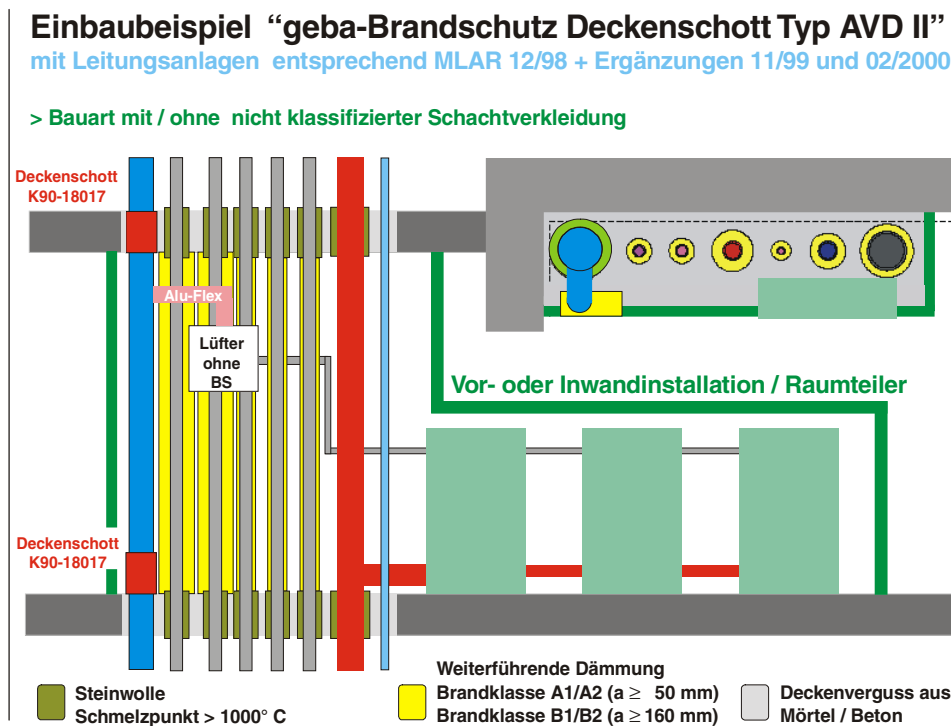 Einbaubeispiel “geba-Brandschutz Deckenschott Typ AVD II”
mit Leitungsanlagen entsprechend MLAR 12/98 + Ergänzungen 11/99 und 02/2000
> Bauart mit / ohne nicht klassifizierter Schachtverkleidung
Deckenschott
K90-18017
Alu-Flex
Lüfter
ohne
BS
Vor- oder Inwandinstallation / Raumteiler
Deckenschott
K90-18017
Steinwolle
Schmelzpunkt > 1000° C
Weiterführende Dämmung
Brandklasse A1/A2 (a ≥ 50 mm)
Brandklasse B1/B2 (a ≥ 160 mm)
Deckenverguss aus
Mörtel / Beton